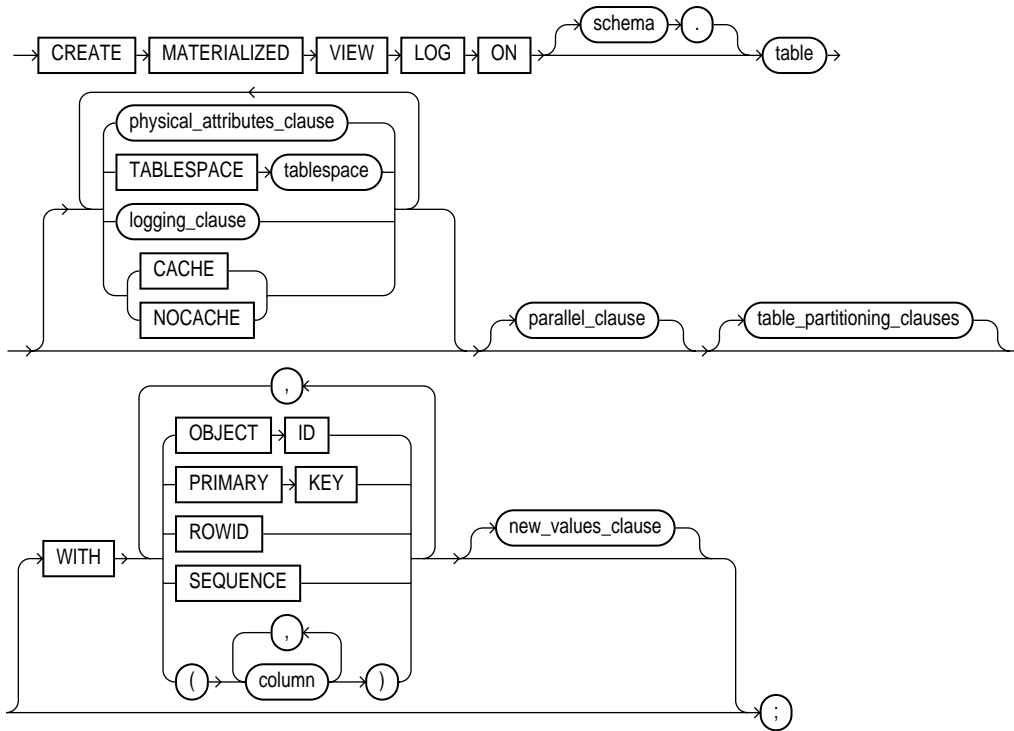 schema .
CREATE MATERIALIZED VIEW LOG ON table
physical_attributes_clause
TABLESPACE tablespace
logging_clause
CACHE
NOCACHE
parallel_clause table_partitioning_clauses
,
OBJECT ID
PRIMARY KEY
ROWID
new_values_clause
WITH
SEQUENCE
,
( column )
;